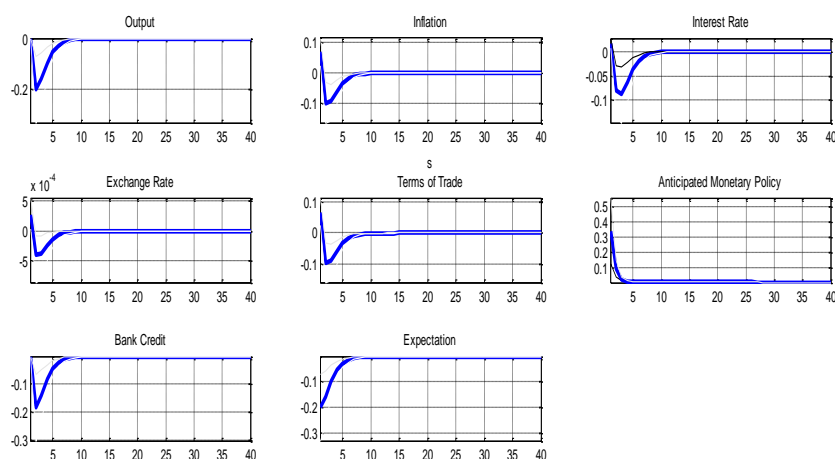 Output
0
-0.2
5 10 15 20 25 30 35 40
Inflation
0.1
0
-0.1
5 10 15 20 25 30 35 40
s
Interest Rate
0
-0.05
-0.1
5 10 15 20 25 30 35 40
Exchange Rate
x 10
-4
5
0
-5
5 10 15 20 25 30 35 40
Terms of Trade
0.1
0
-0.1
5 10 15 20 25 30 35 40
Anticipated Monetary Policy
0.5
0.4
0.3
0.2
0.1
5 10 15 20 25 30 35 40
Bank Credit
-0.1
-0.2
-0.3
5 10 15 20 25 30 35 40
Expectation
-0.1
-0.2
-0.3
5 10 15 20 25 30 35 40